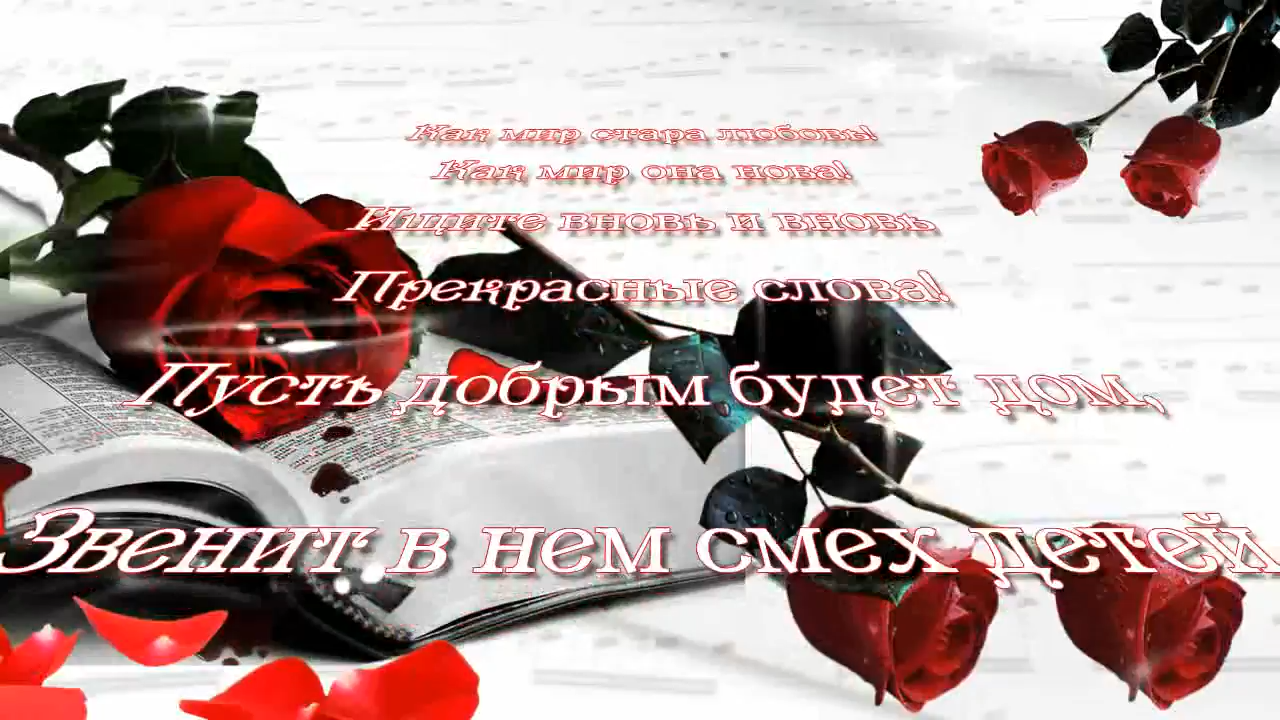 Как мир стара любовь!
Как мир она нова!
Ищите вновь и вновь
Прекрасные слова!
Пусть добрым будет дом,
Звенит в нем смех детей